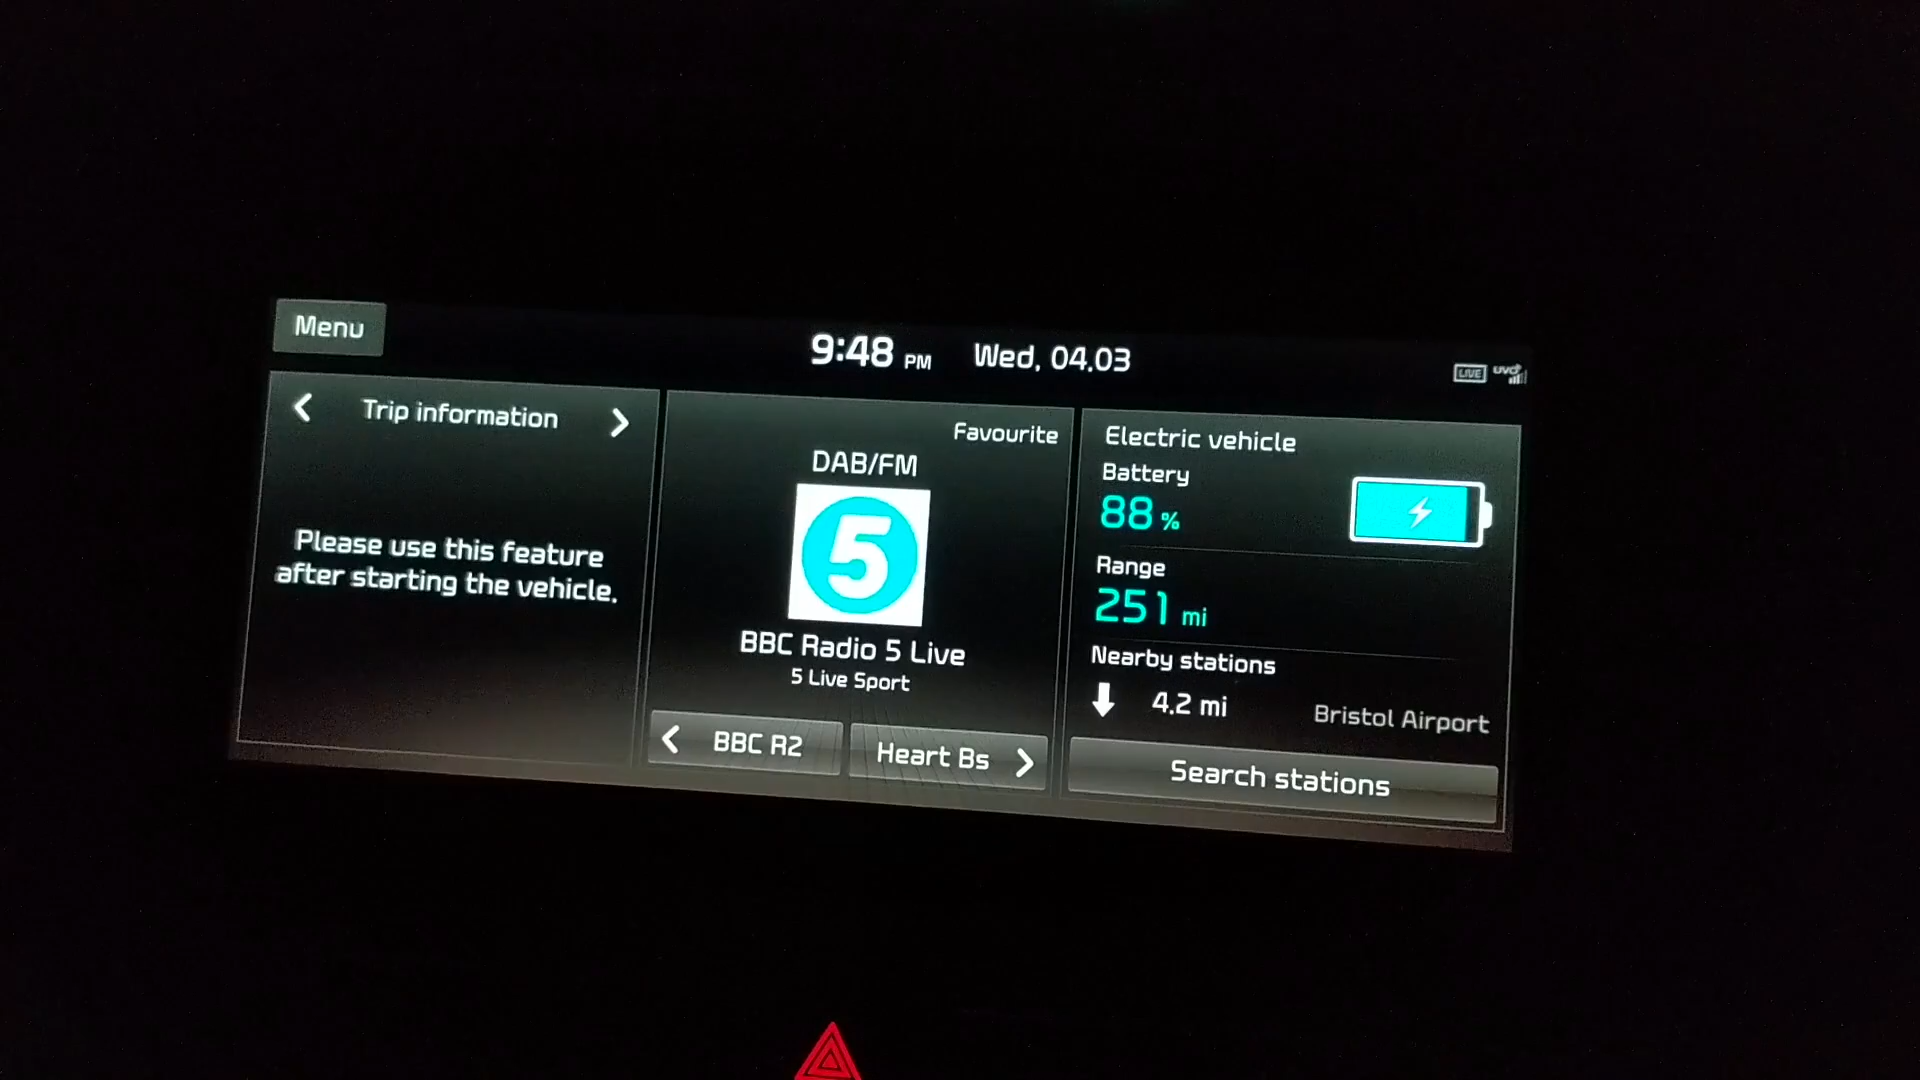 Menu
9:48 PM Wed, 04.03
LIVE UVO
Trip information
Please use this feature
after starting the vehicle.
Favourite
DAB/FM
5
BBC Radio 5 Live
5 Live Sport
BBC R2
Heart Bs
Electric vehicle
Battery
88 %
Range
251 mi
Nearby stations
4.2 mi Bristol Airport
Search stations